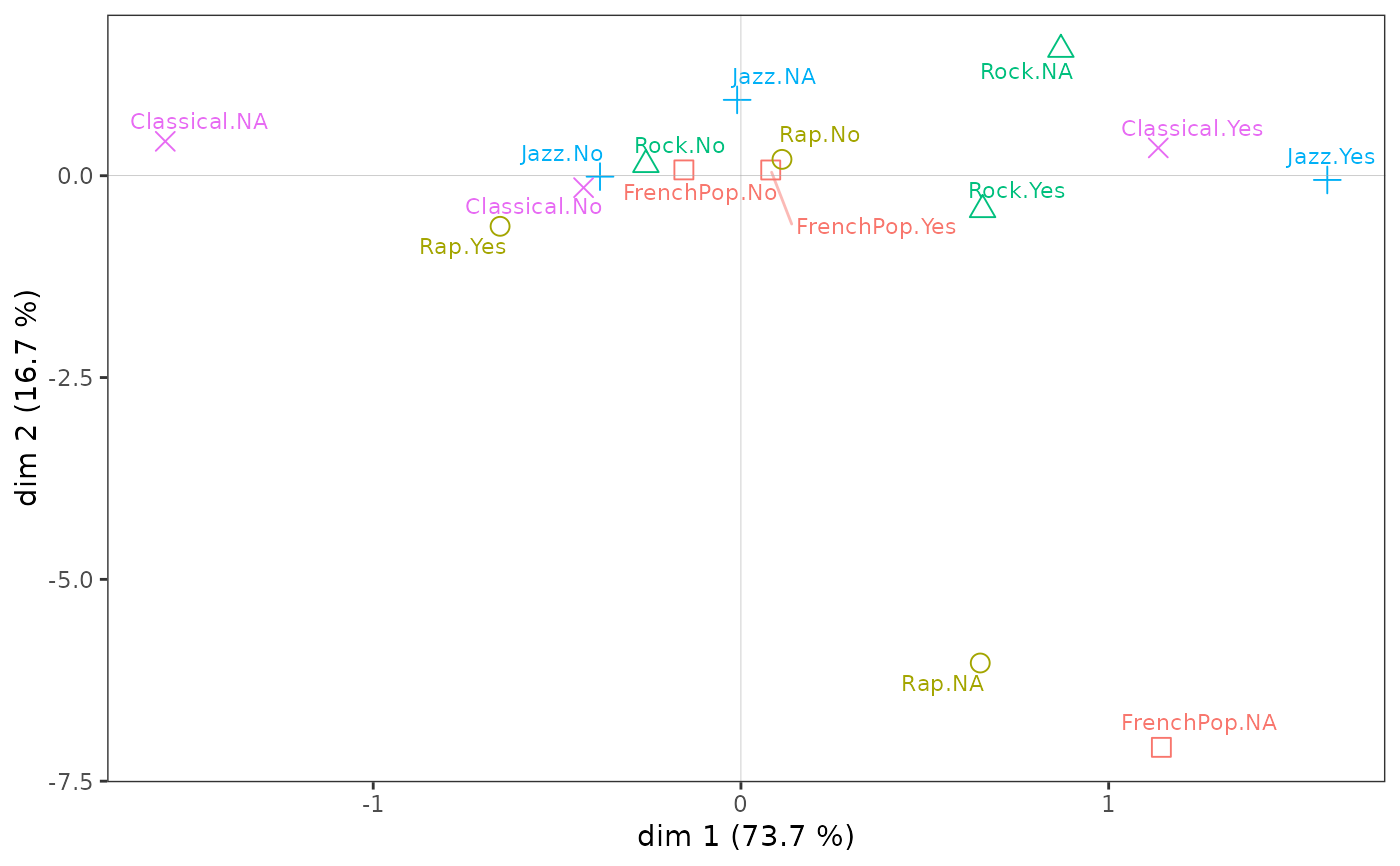 Rock.NA
Jazz.NA
Classical.NA
Classical.Yes
Rap.No
Rock.No
Jazz.No
Jazz.Yes
0.0
FrenchPop.No
Rock.Yes
Classical.No
FrenchPop.Yes
Rap.Yes
-2.5
dim 2 (16.7 %)
-5.0
Rap.NA
FrenchPop.NA
-7.5
-1
0
1
dim 1 (73.7 %)